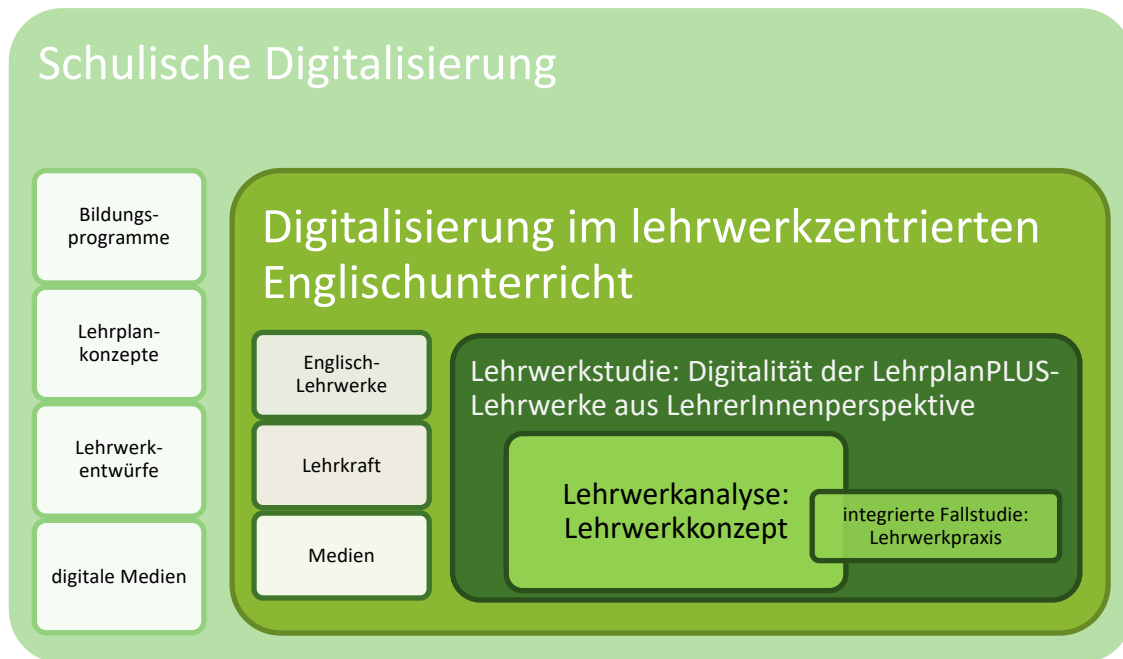 Schulische Digitalisierung
Bildungs-
programme
Lehrplan-
konzepte
Lehrwerk-
entwürfe
digitale Medien
Digitalisierung im lehrwerkzentrierten
Englischunterricht
Englisch-
Lehrwerke
Lehrkraft
Medien
Lehrwerkstudie: Digitalität der LehrplanPLUS-
Lehrwerke aus LehrerInnenperspektive
Lehrwerkanalyse:
Lehrwerkkonzept
integrierte Fallstudie:
Lehrwerkpraxis